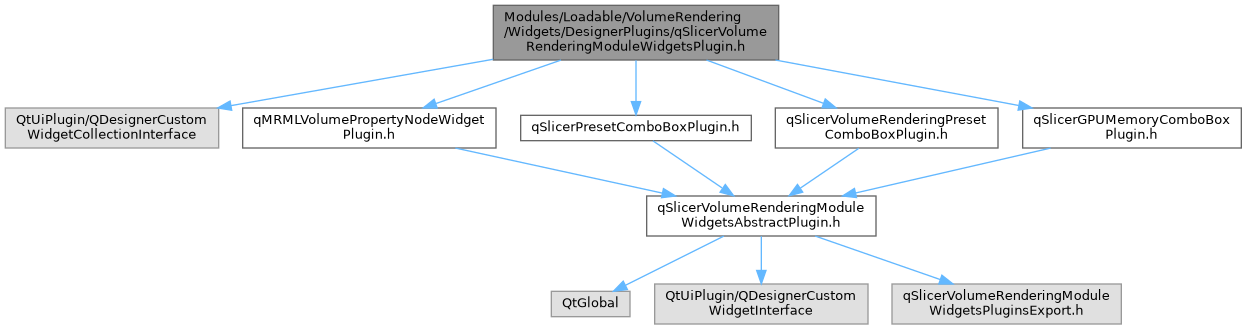 Modules/Loadable/VolumeRendering
/Widgets/DesignerPlugins/qSlicerVolume
RenderingModuleWidgetsPlugin.h
QtUiPlugin/QDesignerCustom
WidgetCollectionInterface
qMRMLVolumePropertyNodeWidget
Plugin.h
qSlicerPresetComboBoxPlugin.h
qSlicerVolumeRenderingPreset
ComboBoxPlugin.h
qSlicerGPUMemoryComboBox
Plugin.h
qSlicerVolumeRenderingModule
WidgetsAbstractPlugin.h
QtGlobal
QtUiPlugin/QDesignerCustom
WidgetInterface
qSlicerVolumeRenderingModule
WidgetsPluginsExport.h